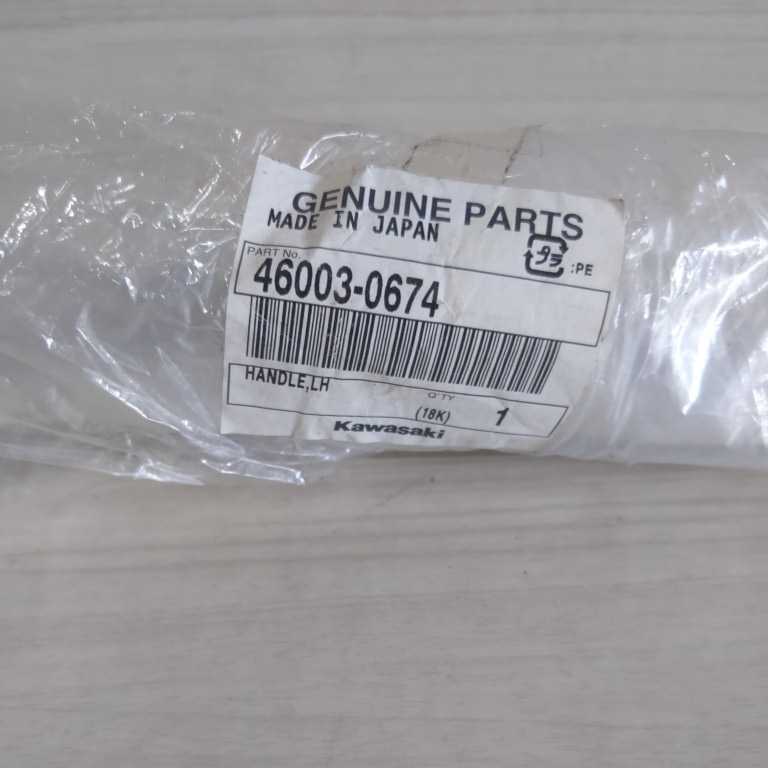 GENUINE PARTS
MADE IN JAPAN
プラ :PE
PART No.
46003-0674
HANDLE,LH
Q'TY
(18K) 1
Kawasaki